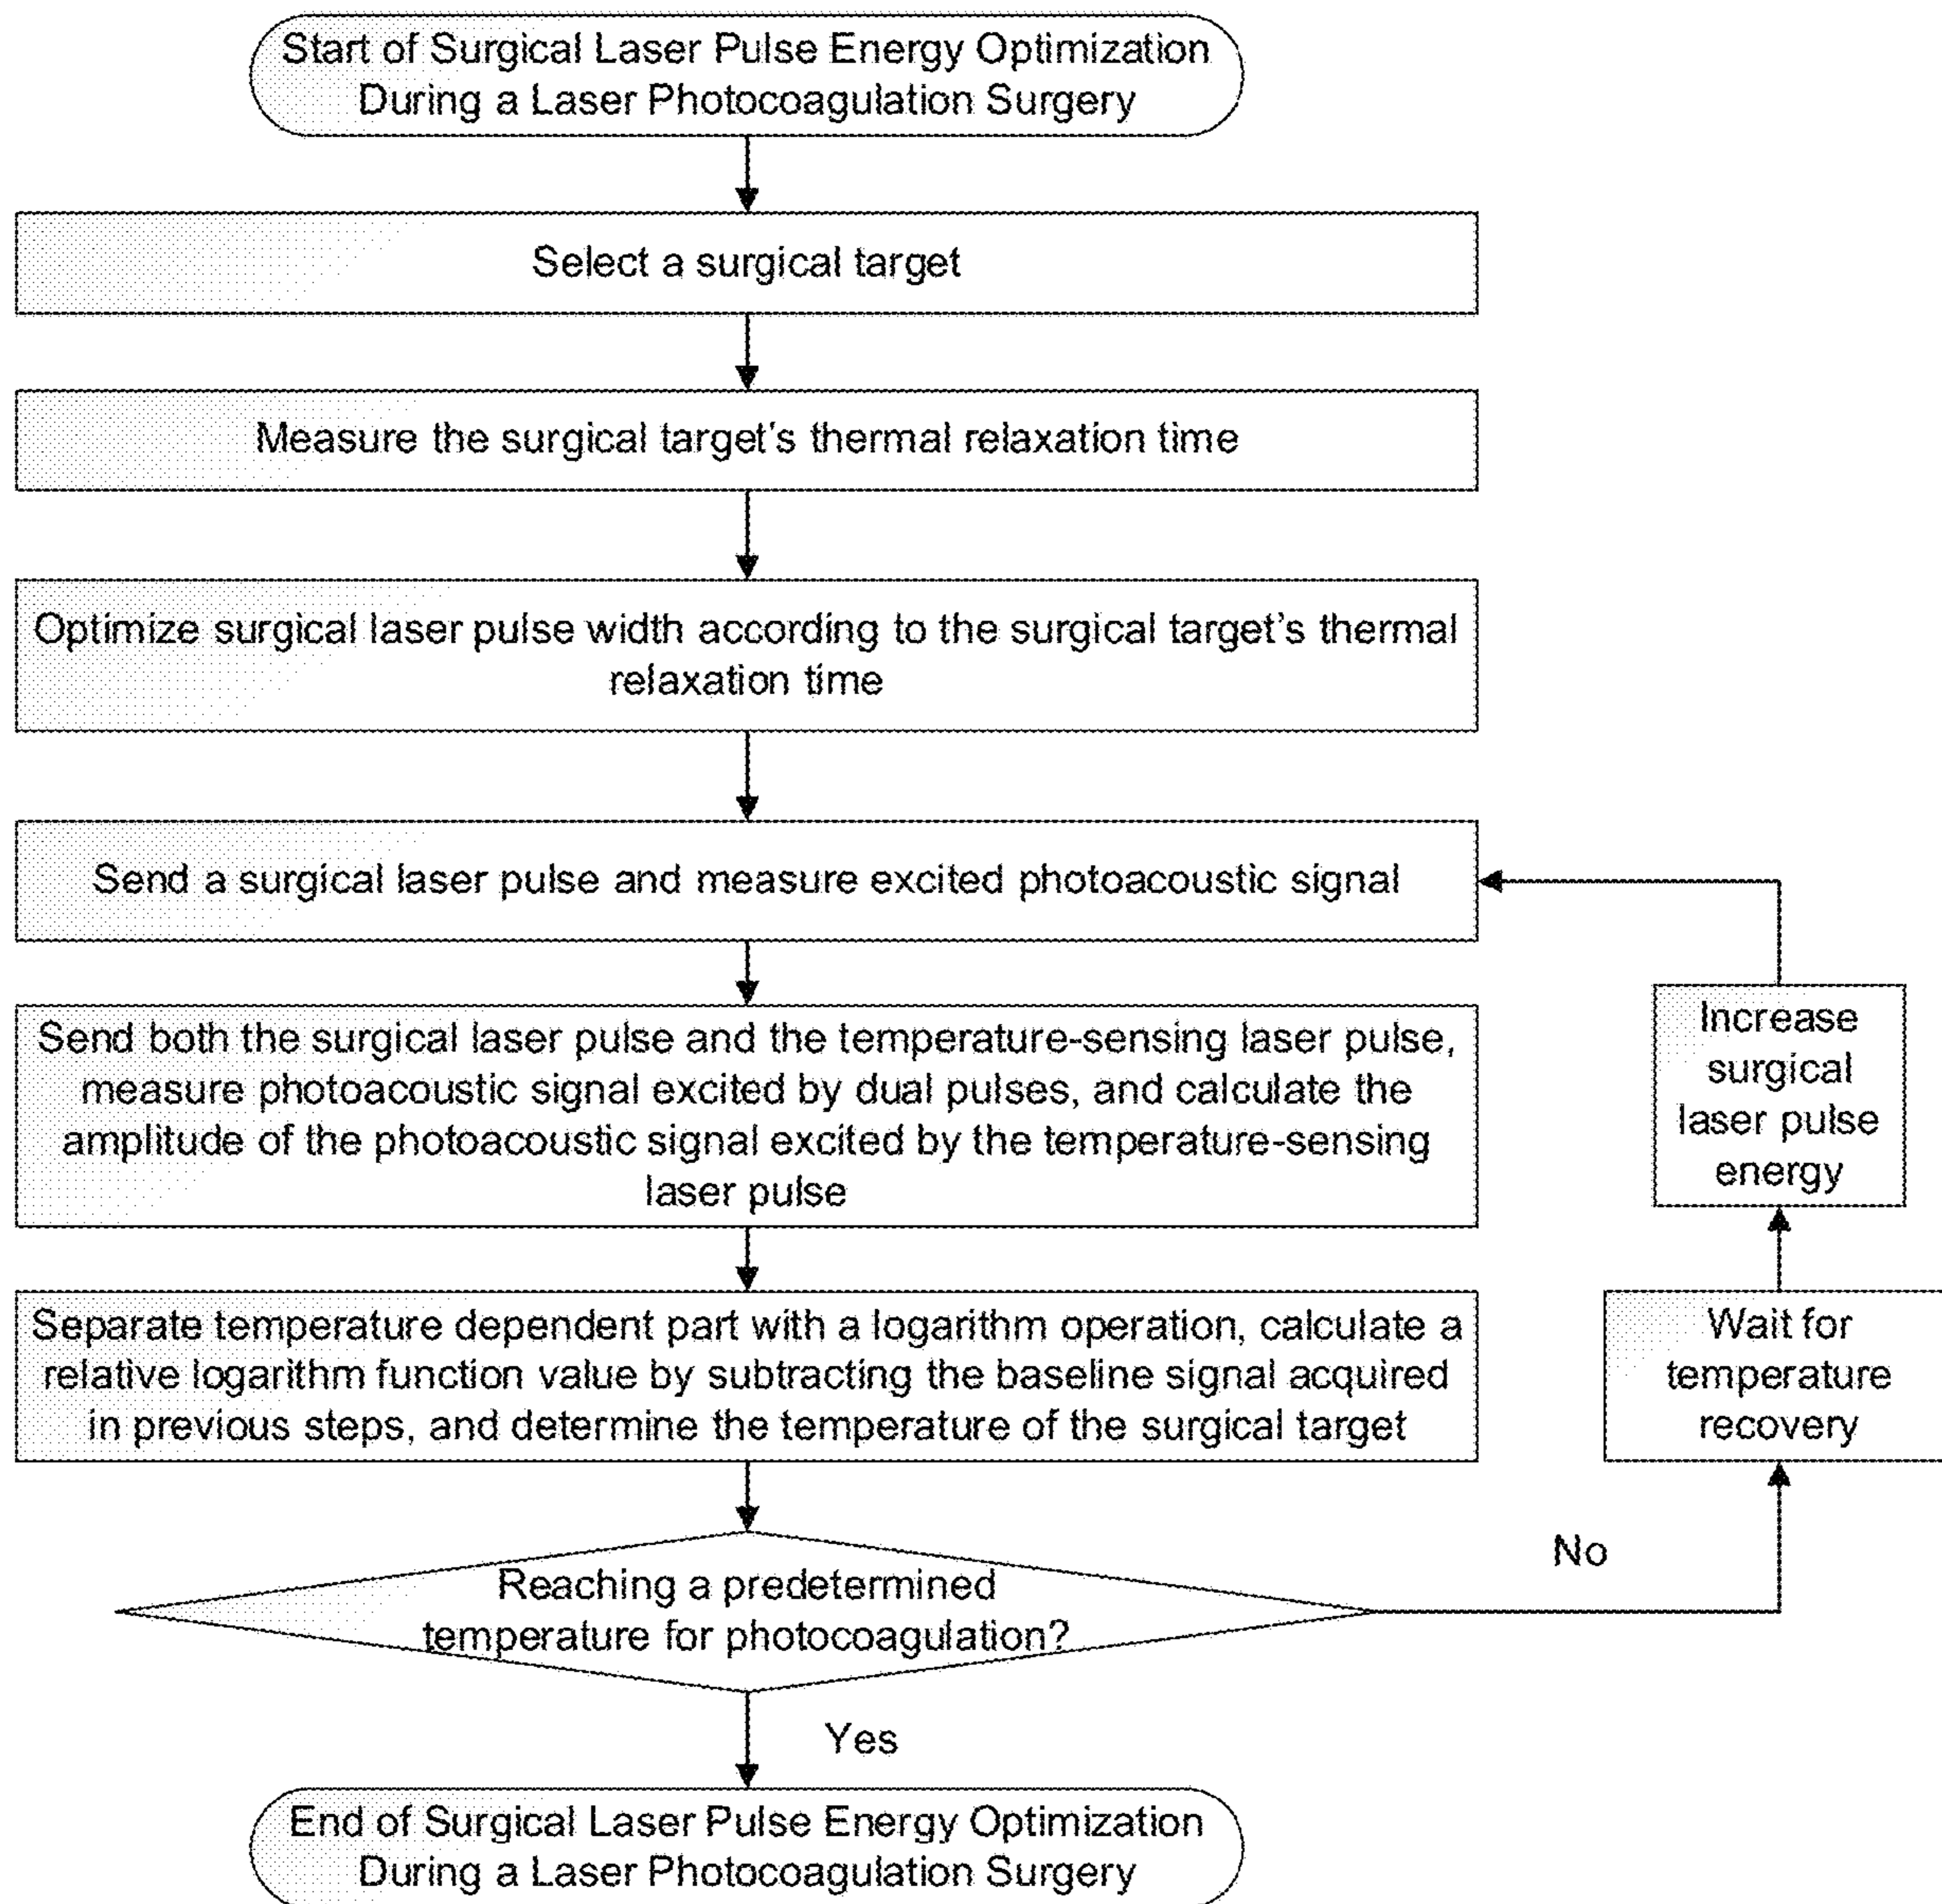 Start of Surgical Laser Pulse Energy Optimization
During a Laser Photocoagulation Surgery
Select a surgical target
Measure the surgical target's thermal relaxation time
Optimize surgical laser pulse width according to the surgical target's thermal
relaxation time
Send a surgical laser pulse and measure excited photoacoustic signal
Send both the surgical laser pulse and the temperature-sensing laser pulse,
measure photoacoustic signal excited by dual pulses, and calculate the
amplitude of the photoacoustic signal excited by the temperature-sensing
laser pulse
Separate temperature dependent part with a logarithm operation, calculate a
relative logarithm function value by subtracting the baseline signal acquired
in previous steps, and determine the temperature of the surgical target
Reaching a predetermined
temperature for photocoagulation?
No
Wait for
temperature
recovery
Increase
surgical
laser pulse
energy
Yes
End of Surgical Laser Pulse Energy Optimization
During a Laser Photocoagulation Surgery